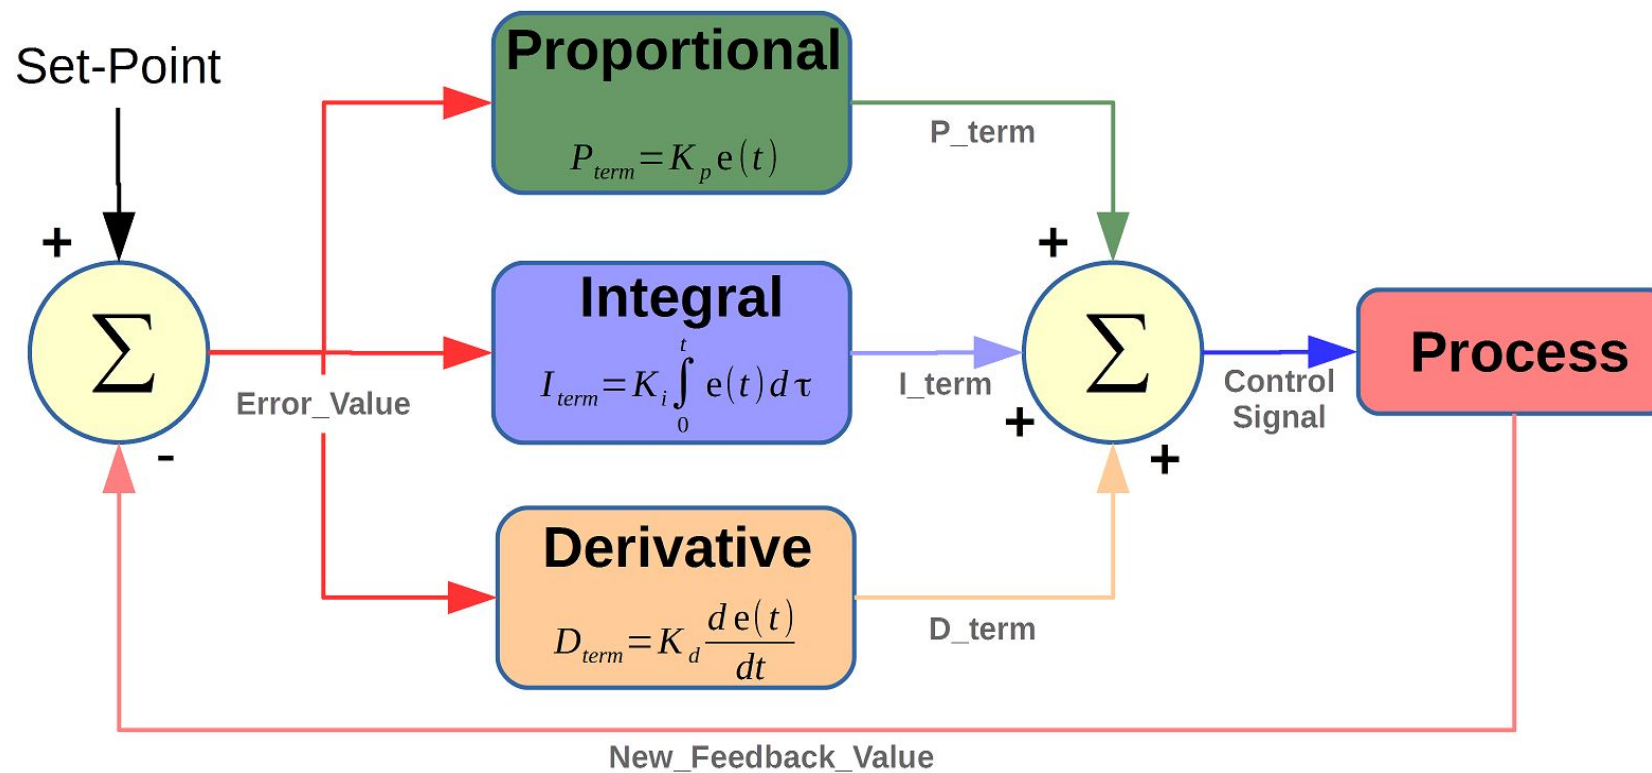 Set-Point
+
∑
-
Error_Value
Proportional
P_term=K_p e(t)
P_term
Integral
I_term=K_i ∫_0^t e(t)dτ
I_term
Derivative
D_term=K_d d e(t)/dt
D_term
+
+
+
∑
Control
Signal
Process
New_Feedback_Value